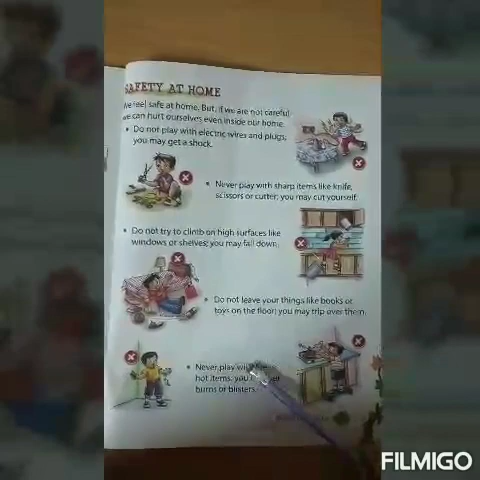 SAFETY AT HOME
We feel safe at home. But, if we are not careful
we can hurt ourselves even inside our home.
• Do not play with electric wires and plugs;
you may get a shock.
• Never play with sharp items like knife,
scissors or cutter; you may cut yourself.
• Do not try to climb on high surfaces like
windows or shelves; you may fall down.
• Do not leave your things like books or
toys on the floor; you may trip over them.
• Never play with
hot items; you
burns or blisters.
FILMIGO